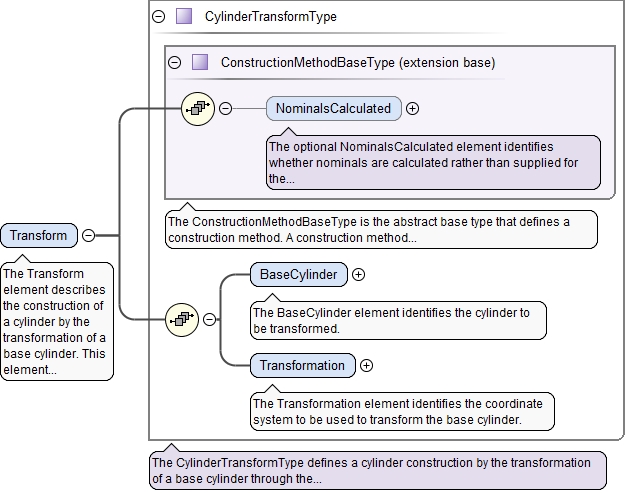 CylinderTransformType
ConstructionMethodBaseType (extension base)
NominalsCalculated
The optional NominalsCalculated element identifies
whether nominals are calculated rather than supplied for
the...
The ConstructionMethodBaseType is the abstract base type that defines a
construction method. A construction method...
Transform
The Transform
element describes
the construction of
a cylinder by the
transformation of a
base cylinder. This
element...
BaseCylinder
The BaseCylinder element identifies the cylinder to
be transformed.
Transformation
The Transformation element identifies the coordinate
system to be used to transform the base cylinder.
The CylinderTransformType defines a cylinder construction by the transformation
of a base cylinder through the...